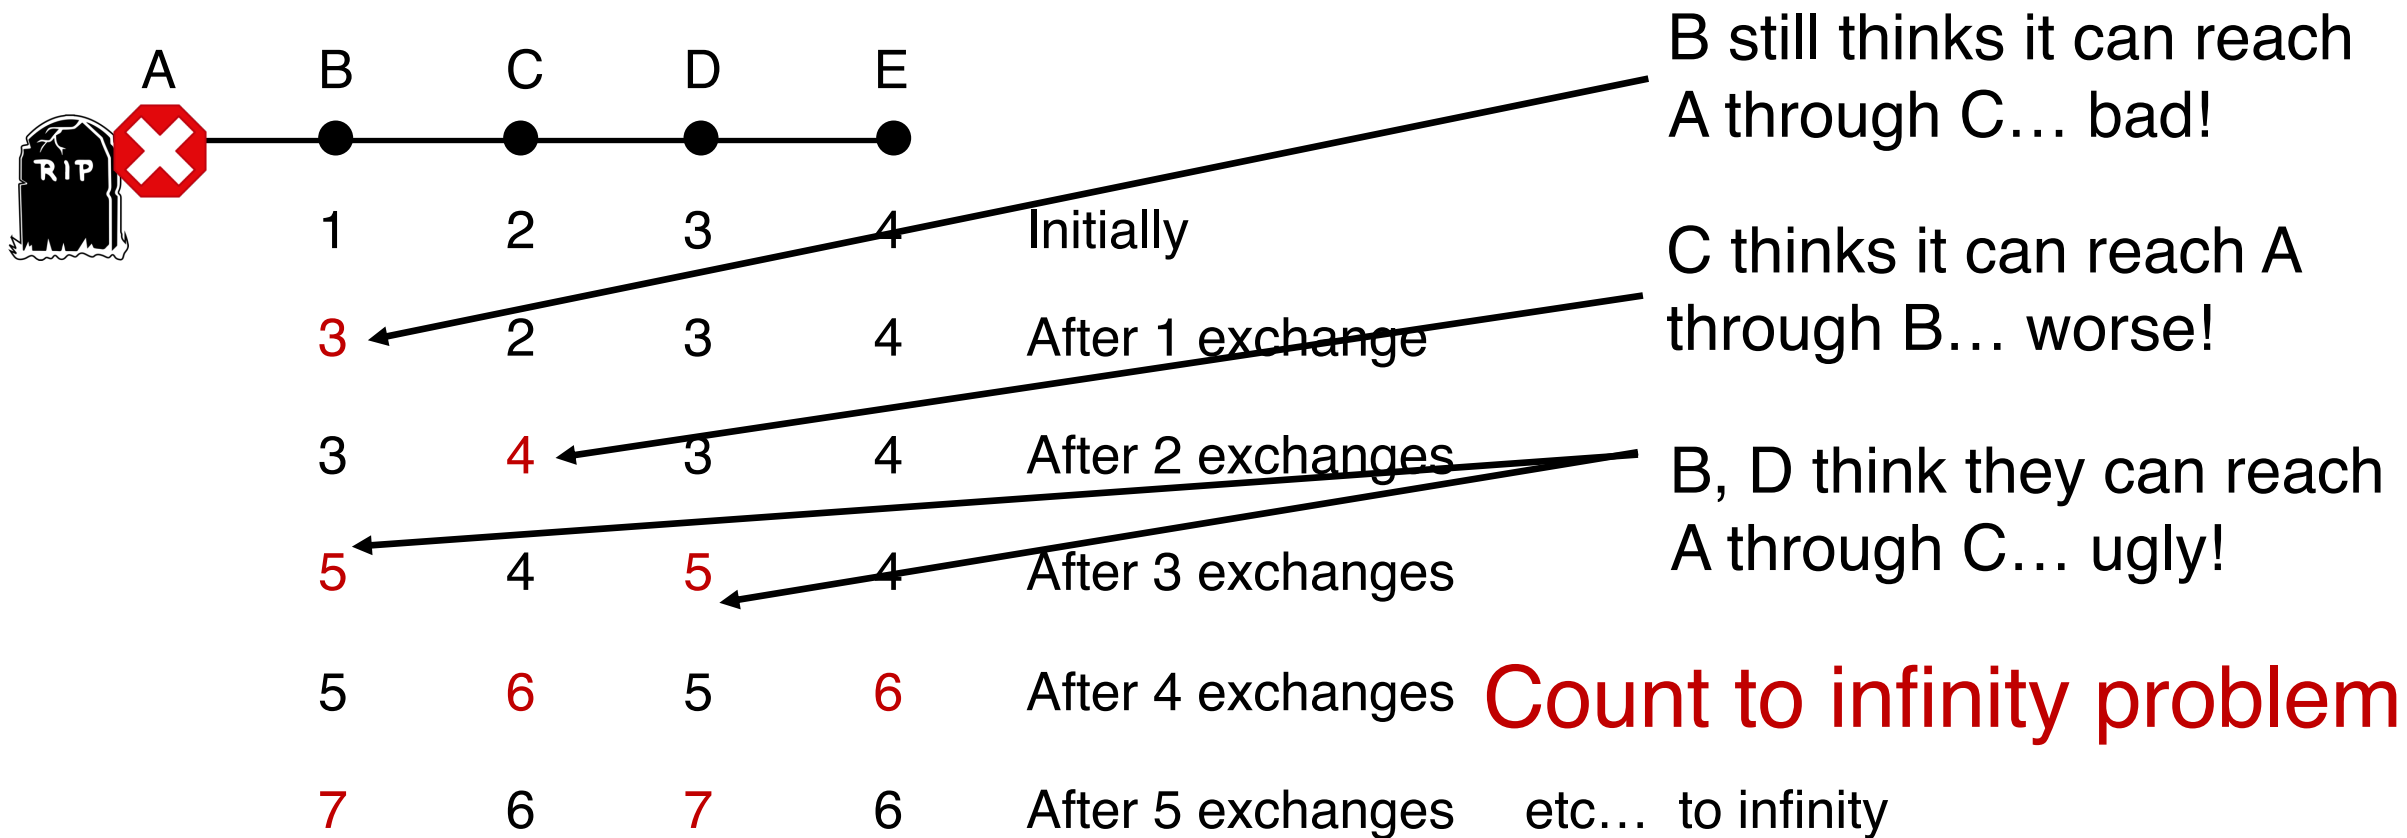 A B C D E
RIP
1 2 3 4 Initially
3 2 3 4 After 1 exchange
3 4 3 4 After 2 exchanges
5 4 5 4 After 3 exchanges
5 6 5 6 After 4 exchanges
7 6 7 6 After 5 exchanges etc… to infinity
B still thinks it can reach
A through C… bad!
C thinks it can reach A
through B… worse!
B, D think they can reach
A through C… ugly!
Count to infinity problem